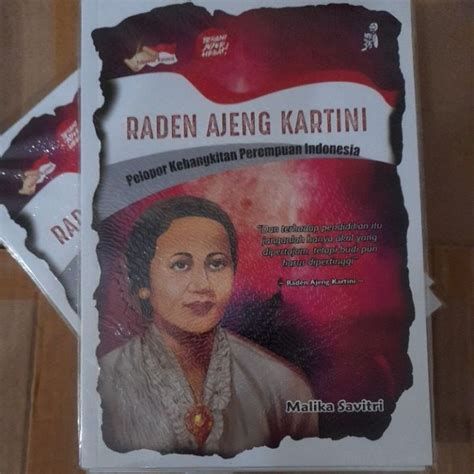 RADEN AJENG KARTINI
Pelopor Kebangkitan Perempuan Indonesia
"Dan terhadap pendidikan itu
janganlah hanya akal yang
dipertajam, tetapi budi pun
harus dipertinggi"
– Raden Ajeng Kartini –
Malika Savitri
RA